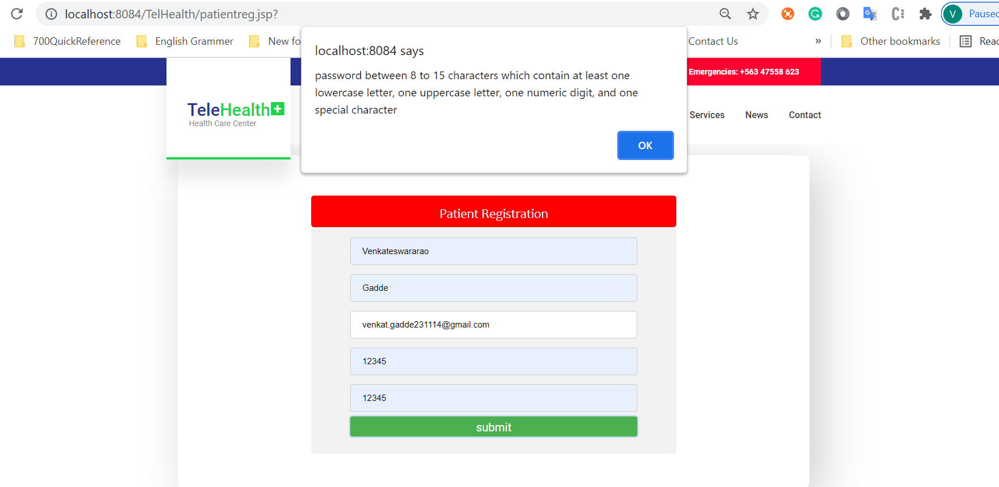 localhost:8084/TelHealth/patientreg.jsp?
V Paused
700QuickReference English Grammer New fo Contact Us » Other bookmarks Read
localhost:8084 says
password between 8 to 15 characters which contain at least one
lowercase letter, one uppercase letter, one numeric digit, and one
special character
OK
Emergencies: +563 47558 623
TeleHealth
Health Care Center
Services News Contact
Patient Registration
Venkateswararao
Gadde
venkat.gadde231114@gmail.com
12345
12345
submit